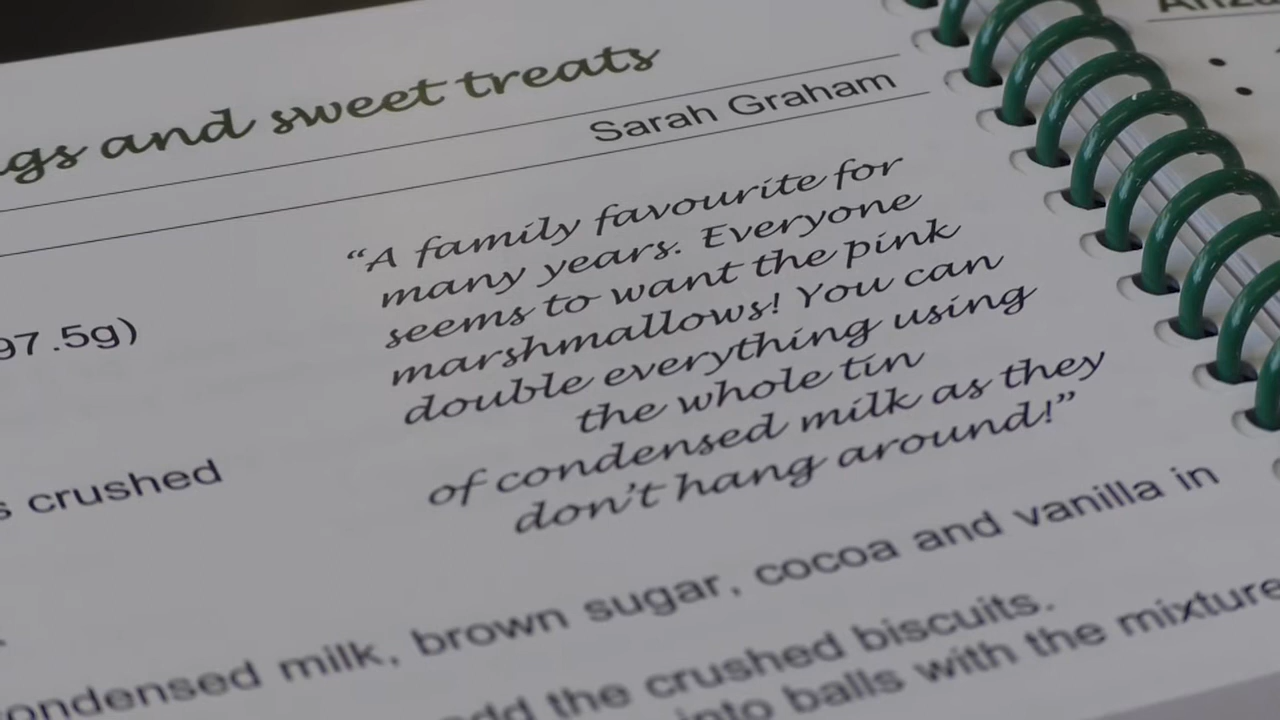 gs and sweet treats
Sarah Graham
“A family favourite for
many years. Everyone
seems to want the pink
marshmallows! You can
double everything using
the whole tin
of condensed milk as they
don’t hang around!”
97.5g)
s crushed
condensed milk, brown sugar, cocoa and vanilla in
add the crushed biscuits.
into balls with the mixture